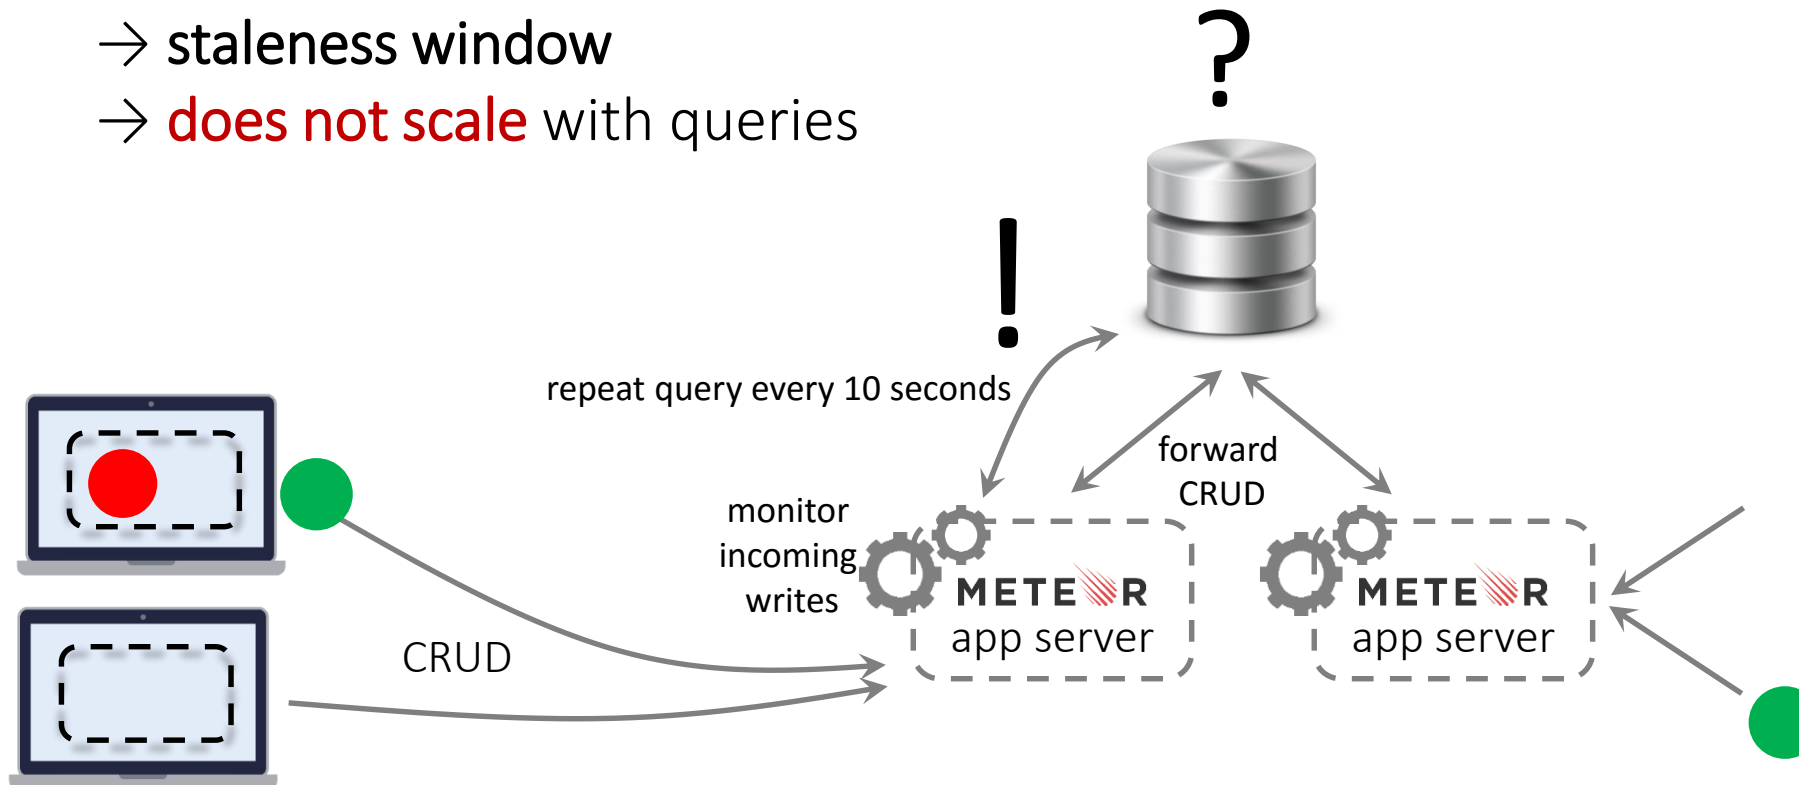 → staleness window
→ does not scale with queries
?
!
repeat query every 10 seconds
forward
CRUD
monitor
incoming
writes
METEOR
app server
METEOR
app server
CRUD